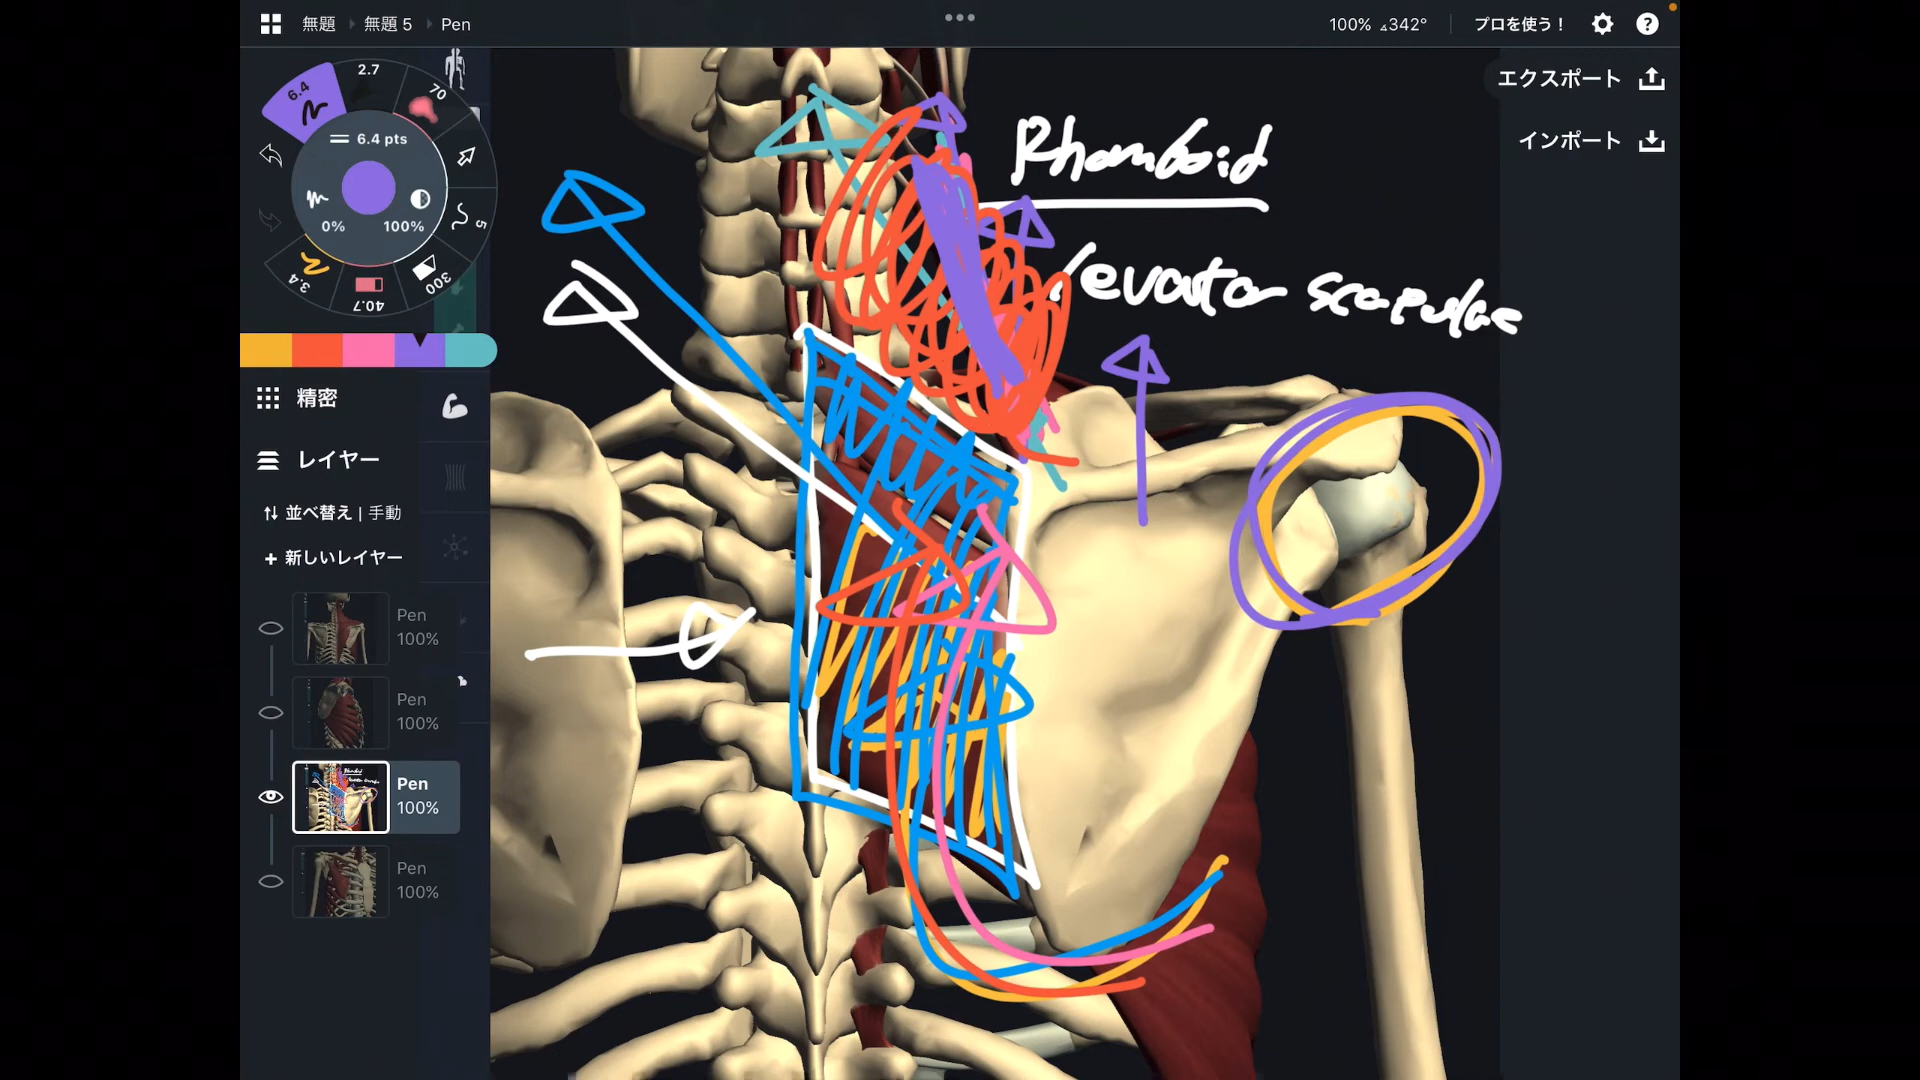 無題 無題 5 Pen
100% ⊿342°
プロを使う！
エクスポート
インポート
6.4
2.7
70
6.4 pts
0% 100%
5
300
40.7
3.4
Rhomboid
levator scapulae
精密
レイヤー
並べ替え | 手動
+ 新しいレイヤー
Pen
100%
Pen
100%
Pen
100%
Pen
100%